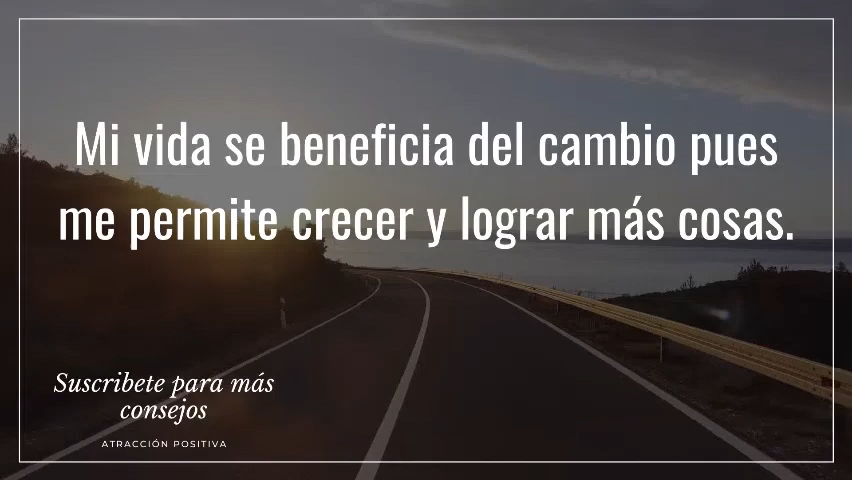 Mi vida se beneficia del cambio pues
me permite crecer y lograr más cosas.
Suscribete para más
consejos
ATRACCIÓN POSITIVA